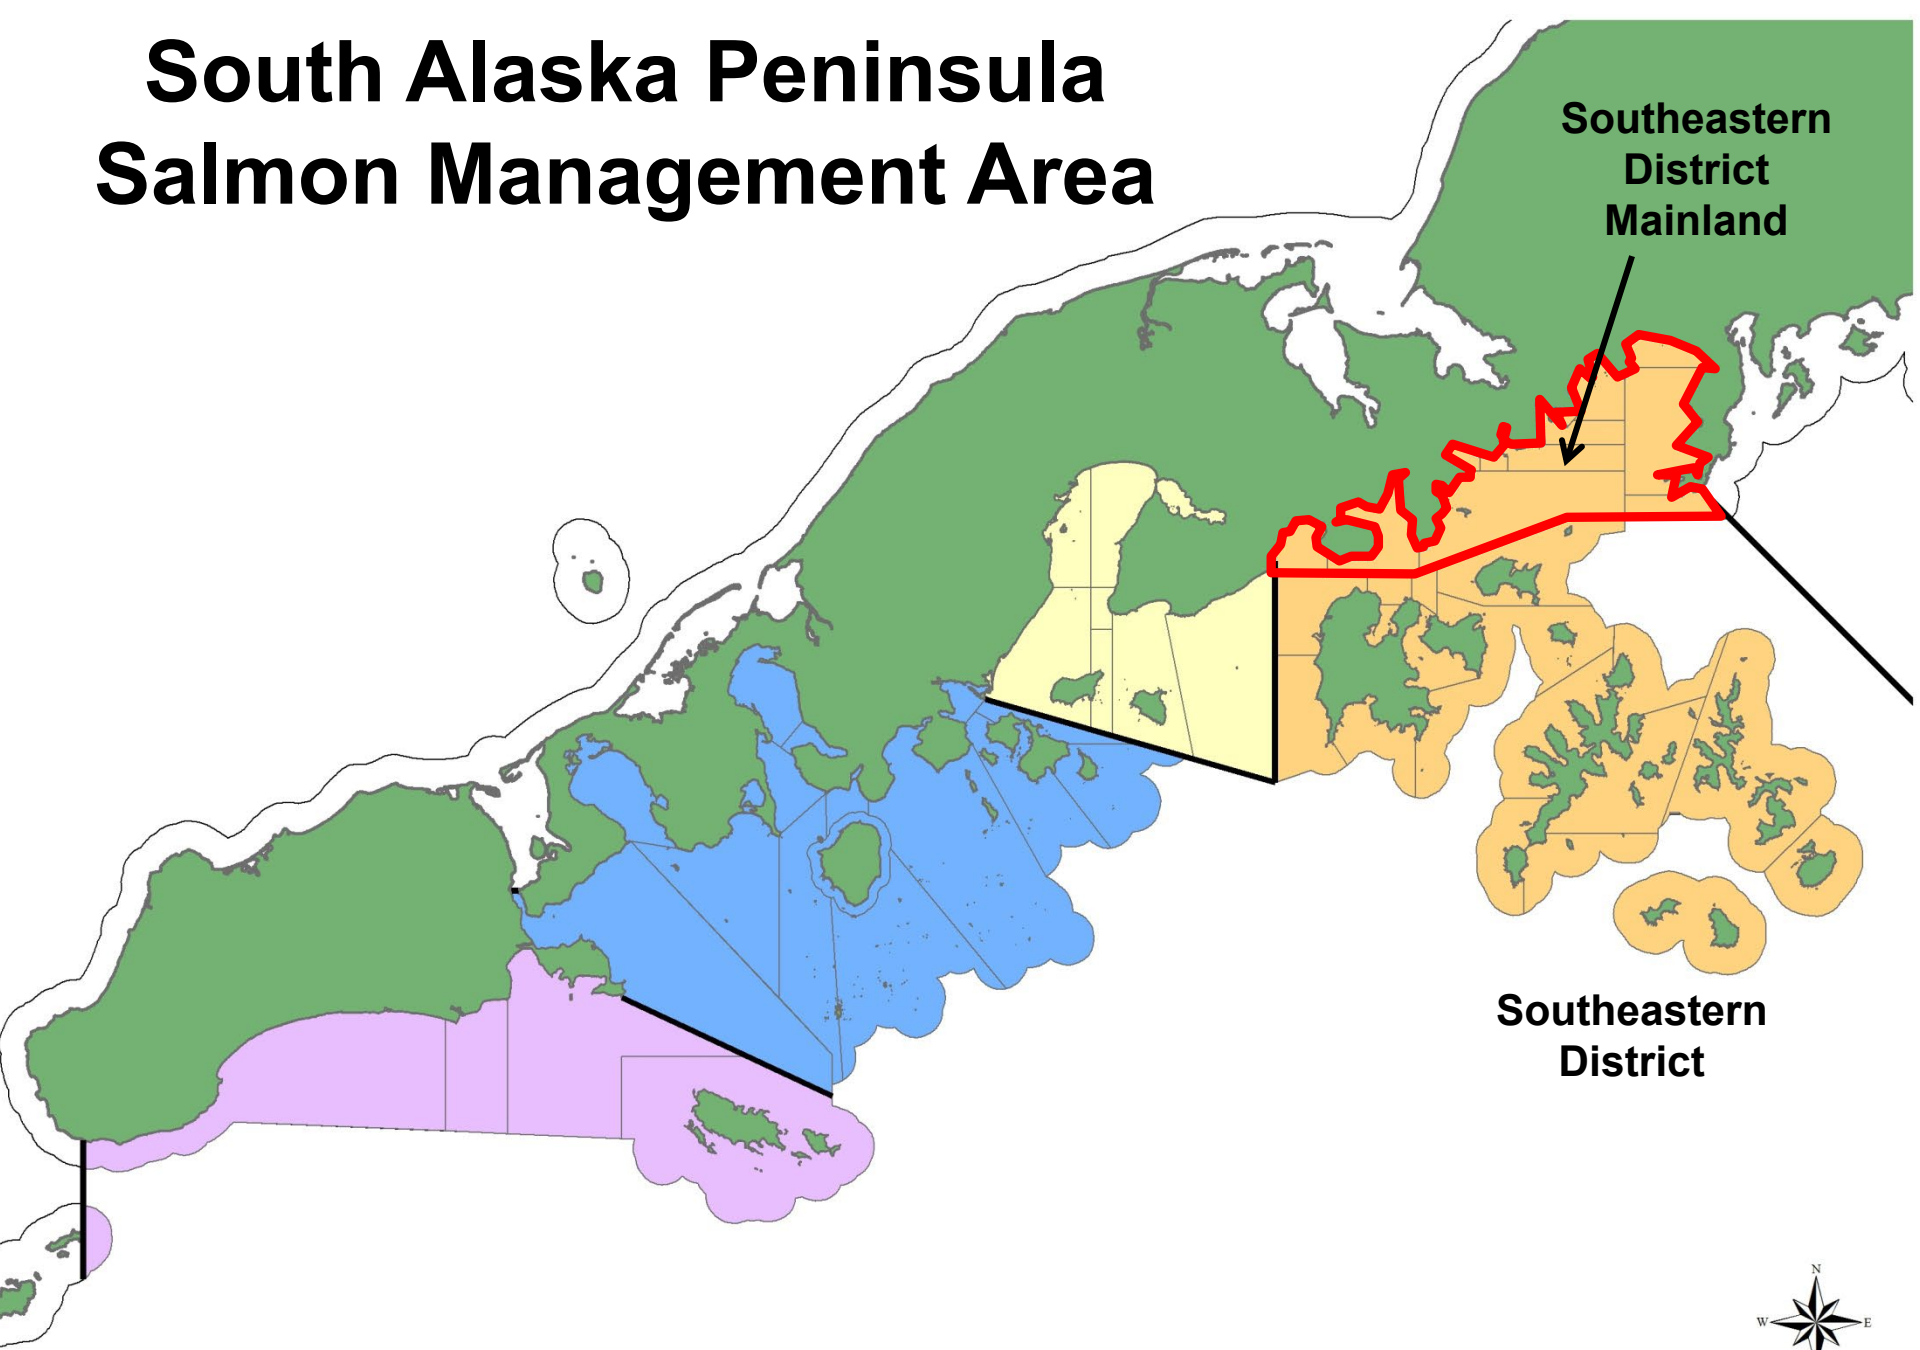 South Alaska Peninsula
Salmon Management Area
Southeastern
District
Mainland
Southeastern
District
N
W
E